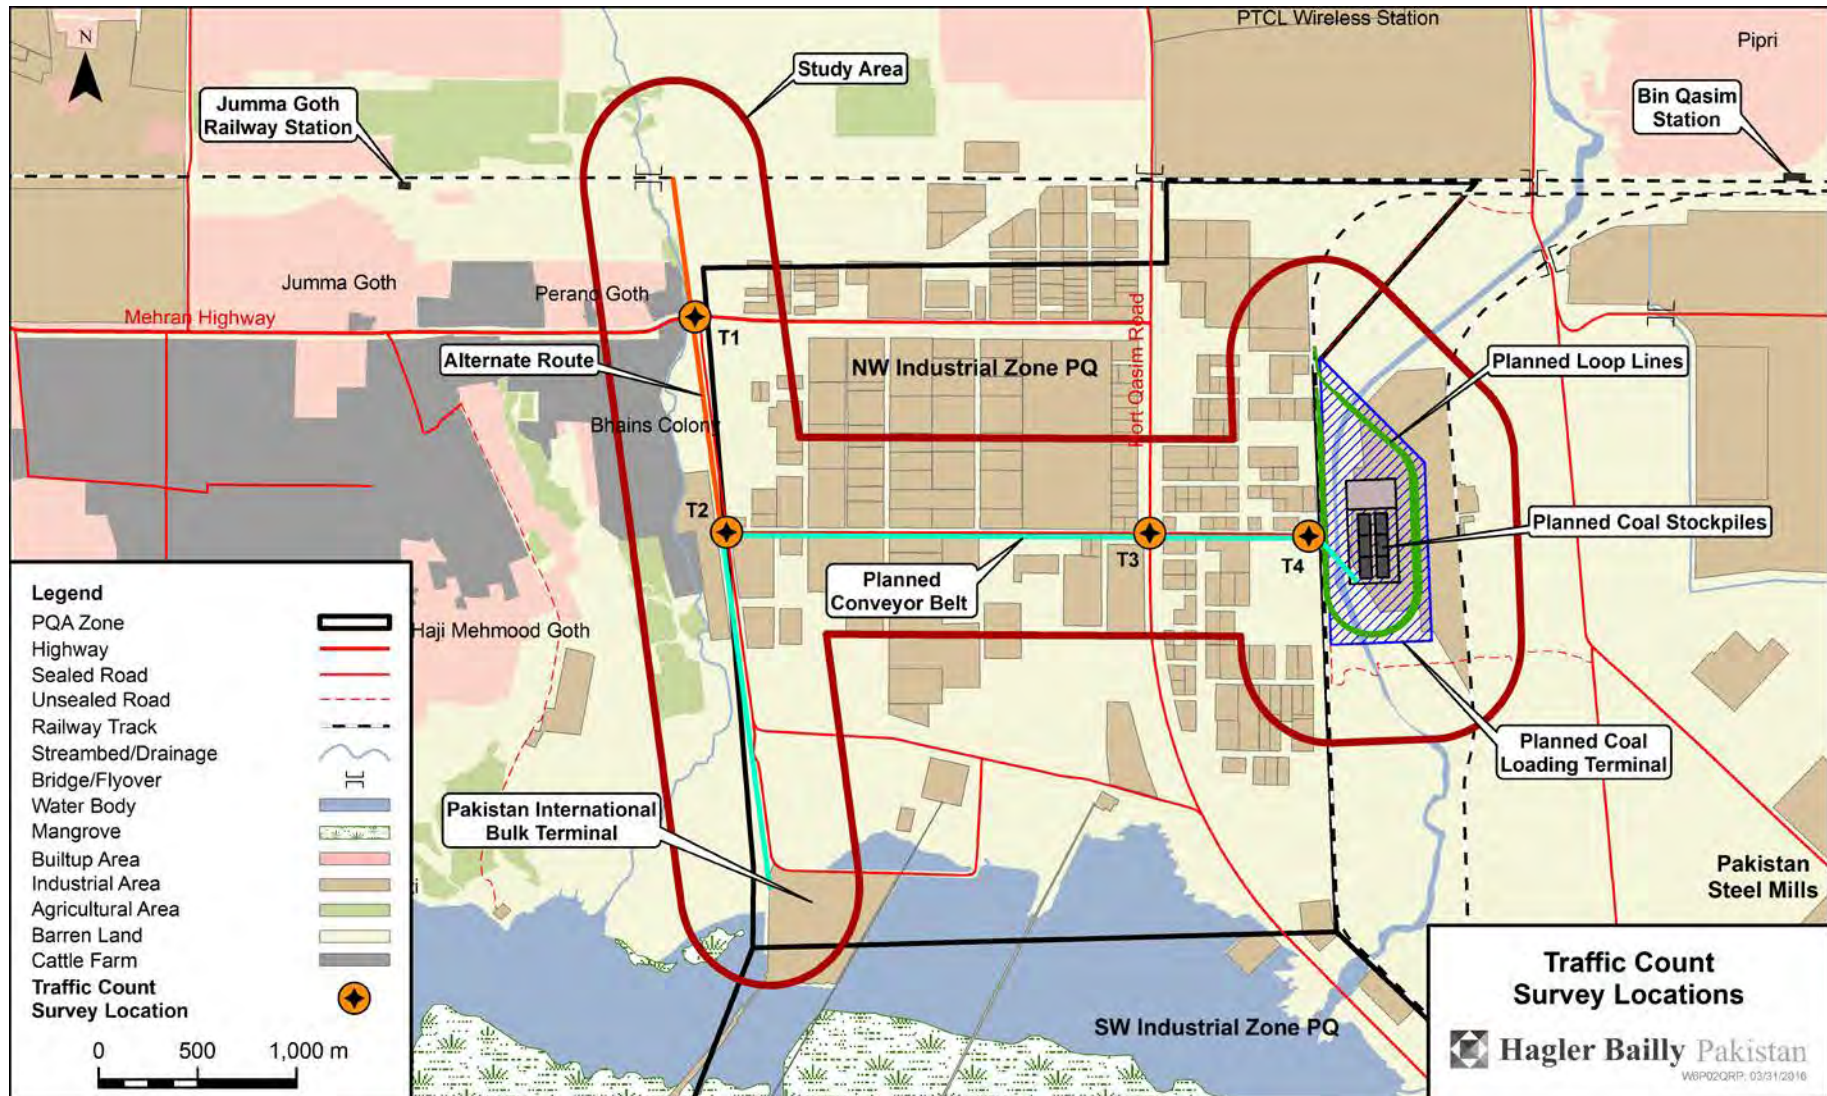 PTCL Wireless Station
Pipri
N
Study Area
Jumma Goth
Railway Station
Bin Qasim
Station
Jumma Goth
Perano Goth
Mehran Highway
T1
Alternate Route
NW Industrial Zone PQ
Port Qasim Road
Planned Loop Lines
Bhains Colony
T2
T3
T4
Planned Coal Stockpiles
Planned
Conveyor Belt
Legend
PQA Zone
Highway
Sealed Road
Unsealed Road
Railway Track
Streambed/Drainage
Bridge/Flyover
Water Body
Mangrove
Builtup Area
Industrial Area
Agricultural Area
Barren Land
Cattle Farm
Traffic Count
Survey Location
0 500 1,000 m
Haji Mehmood Goth
Planned Coal
Loading Terminal
Pakistan International
Bulk Terminal
Pakistan
Steel Mills
SW Industrial Zone PQ
Traffic Count
Survey Locations
Hagler Bailly Pakistan
W6P02QRP: 03/31/2016